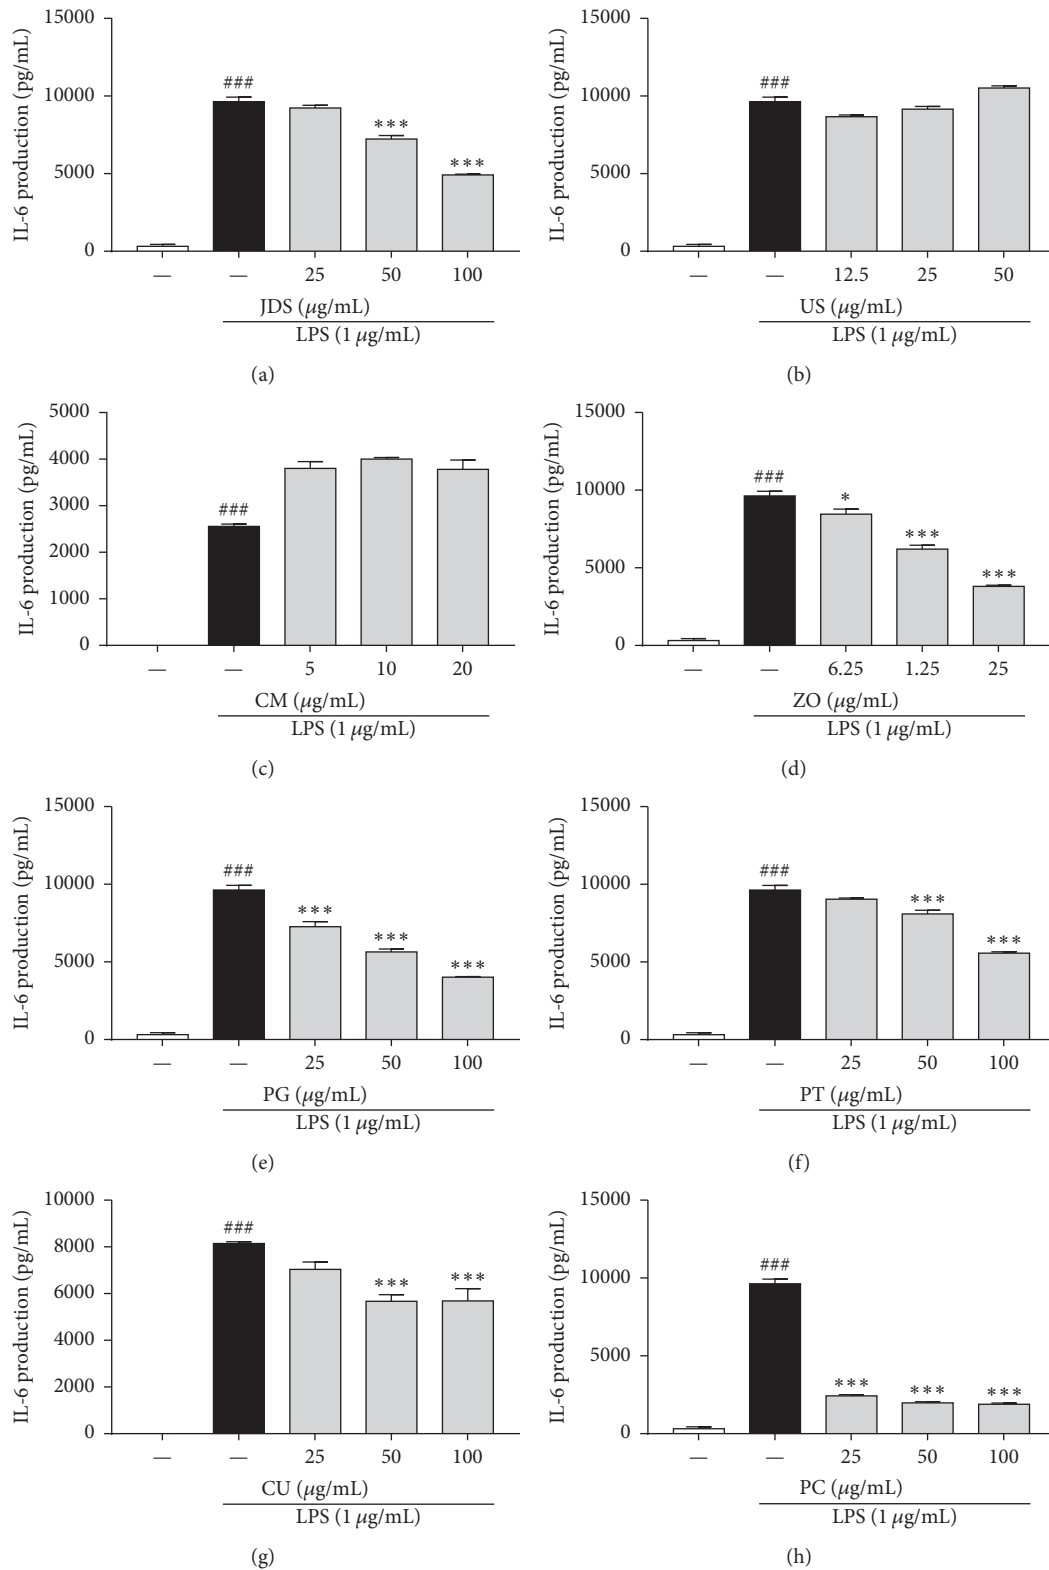 IL-6 production (pg/mL)
15000
10000
5000
0
###
***
***
— — 25 50 100
JDS (μg/mL)
LPS (1 μg/mL)
(a)
IL-6 production (pg/mL)
15000
10000
5000
0
###
— — 12.5 25 50
US (μg/mL)
LPS (1 μg/mL)
(b)
IL-6 production (pg/mL)
5000
4000
3000
2000
1000
0
###
— — 5 10 20
CM (μg/mL)
LPS (1 μg/mL)
(c)
IL-6 production (pg/mL)
15000
10000
5000
0
###
*
***
***
— — 6.25 1.25 25
ZO (μg/mL)
LPS (1 μg/mL)
(d)
IL-6 production (pg/mL)
15000
10000
5000
0
###
***
***
***
— — 25 50 100
PG (μg/mL)
LPS (1 μg/mL)
(e)
IL-6 production (pg/mL)
15000
10000
5000
0
###
***
***
— — 25 50 100
PT (μg/mL)
LPS (1 μg/mL)
(f)
IL-6 production (pg/mL)
10000
8000
6000
4000
2000
0
###
*** ***
— — 25 50 100
CU (μg/mL)
LPS (1 μg/mL)
(g)
IL-6 production (pg/mL)
15000
10000
5000
0
###
*** *** ***
— — 25 50 100
PC (μg/mL)
LPS (1 μg/mL)
(h)